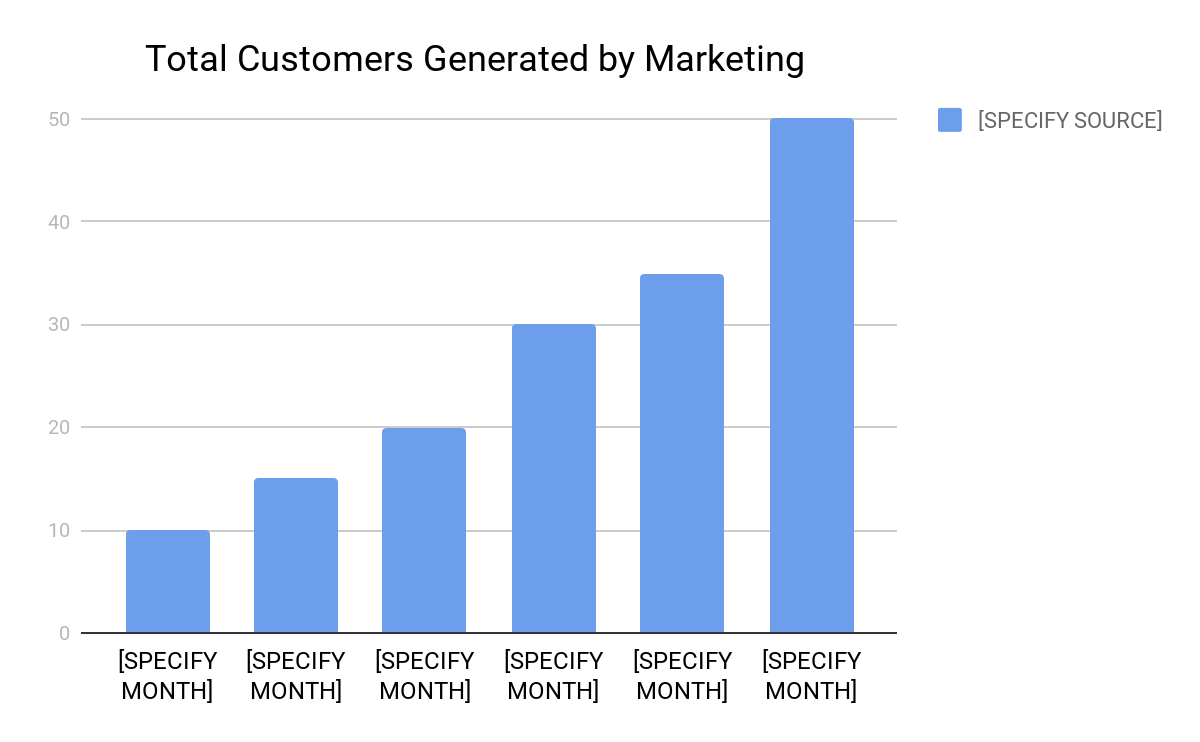 Total Customers Generated by Marketing
[SPECIFY SOURCE]
50
40
30
20
10
0
[SPECIFY
MONTH]
[SPECIFY
MONTH]
[SPECIFY
MONTH]
[SPECIFY
MONTH]
[SPECIFY
MONTH]
[SPECIFY
MONTH]